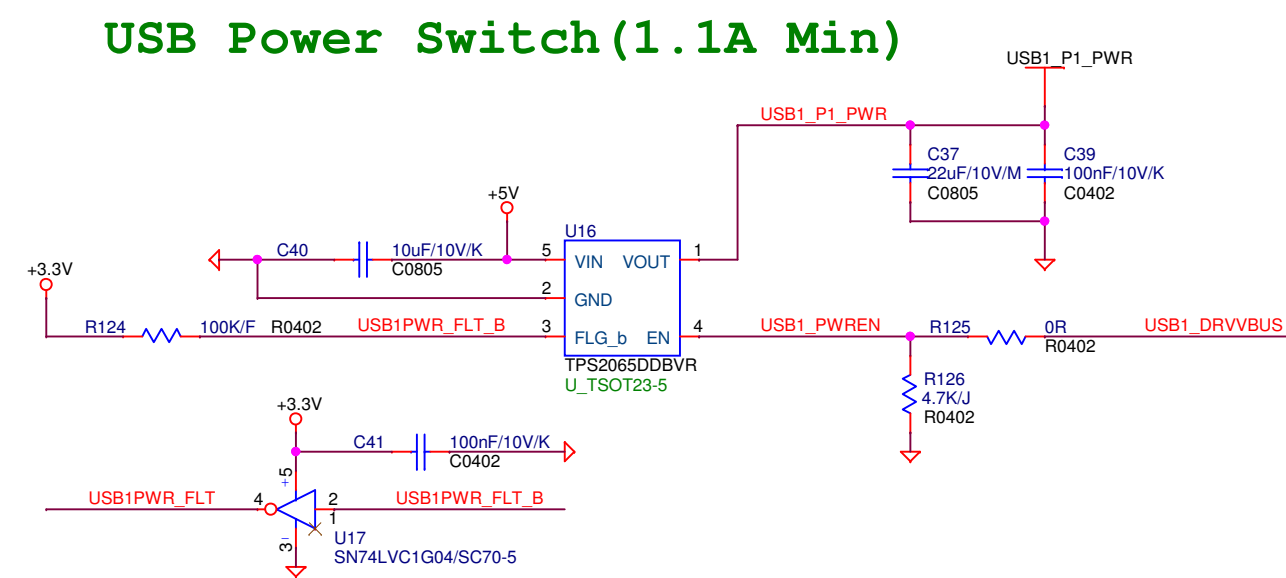 USB Power Switch(1.1A Min)
USB1_P1_PWR
USB1_P1_PWR
C37
22uF/10V/M
C0805
C39
100nF/10V/K
C0402
+5V
U16
C40
10uF/10V/K
C0805
5
VIN
VOUT
1
2
GND
+3.3V
R124
100K/F
R0402
USB1PWR_FLT_B
3
FLG_b
EN
4
USB1_PWREN
R125
0R
R0402
USB1_DRVVBUS
TPS2065DDBVR
U_TSOT23-5
R126
4.7K/J
R0402
+3.3V
C41
100nF/10V/K
C0402
USB1PWR_FLT
4
+
5
2
1
USB1PWR_FLT_B
3
-
U17
SN74LVC1G04/SC70-5